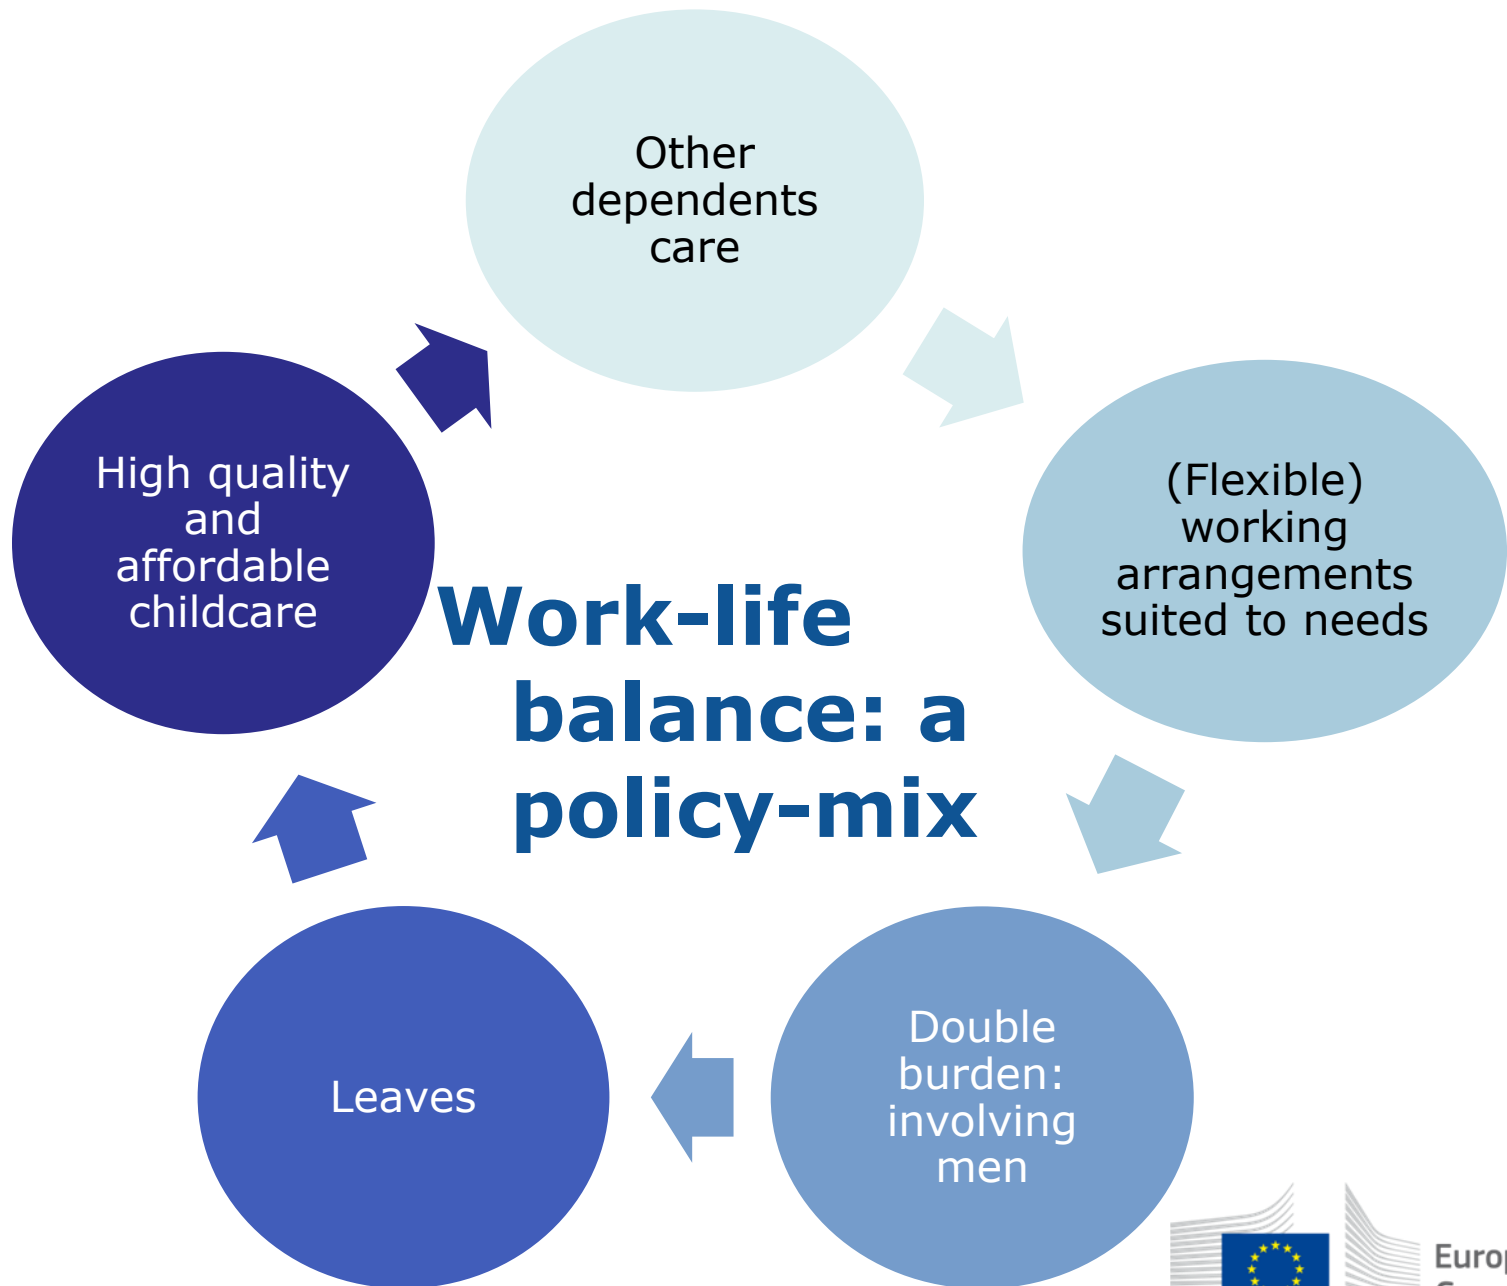 Other
dependents
care
(Flexible)
working
arrangements
suited to needs
Double
burden:
involving
men
Leaves
High quality
and
affordable
childcare
Work-life
balance: a
policy-mix